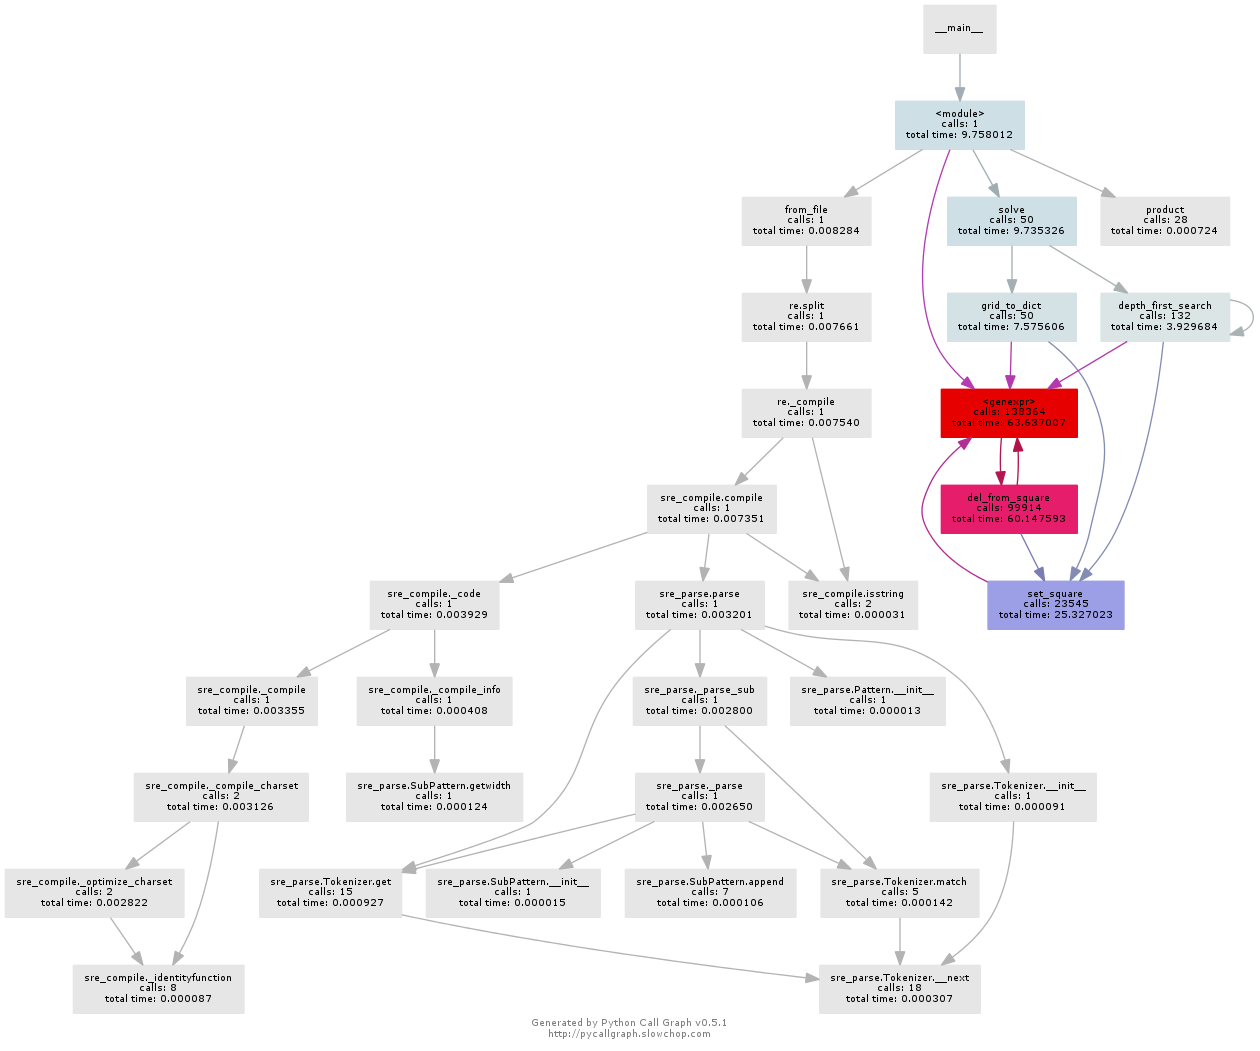 __main__
<module>
calls: 1
total time: 9.758012
from_file
calls: 1
total time: 0.008284
solve
calls: 50
total time: 9.735326
product
calls: 28
total time: 0.000724
re.split
calls: 1
total time: 0.007661
grid_to_dict
calls: 50
total time: 7.575606
depth_first_search
calls: 132
total time: 3.929684
re._compile
calls: 1
total time: 0.007540
<genexpr>
calls: 138364
total time: 63.637007
sre_compile.compile
calls: 1
total time: 0.007351
del_from_square
calls: 99914
total time: 60.147593
sre_compile._code
calls: 1
total time: 0.003929
sre_parse.parse
calls: 1
total time: 0.003201
sre_compile.isstring
calls: 2
total time: 0.000031
set_square
calls: 23545
total time: 25.327023
sre_compile._compile
calls: 1
total time: 0.003355
sre_compile._compile_info
calls: 1
total time: 0.000408
sre_parse._parse_sub
calls: 1
total time: 0.002800
sre_parse.Pattern.__init__
calls: 1
total time: 0.000013
sre_compile._compile_charset
calls: 2
total time: 0.003126
sre_parse.SubPattern.getwidth
calls: 1
total time: 0.000124
sre_parse._parse
calls: 1
total time: 0.002650
sre_parse.Tokenizer.__init__
calls: 1
total time: 0.000091
sre_compile._optimize_charset
calls: 2
total time: 0.002822
sre_parse.Tokenizer.get
calls: 15
total time: 0.000927
sre_parse.SubPattern.__init__
calls: 1
total time: 0.000015
sre_parse.SubPattern.append
calls: 7
total time: 0.000106
sre_parse.Tokenizer.match
calls: 5
total time: 0.000142
sre_compile._identityfunction
calls: 8
total time: 0.000087
sre_parse.Tokenizer.__next
calls: 18
total time: 0.000307
Generated by Python Call Graph v0.5.1
http://pycallgraph.slowchop.com